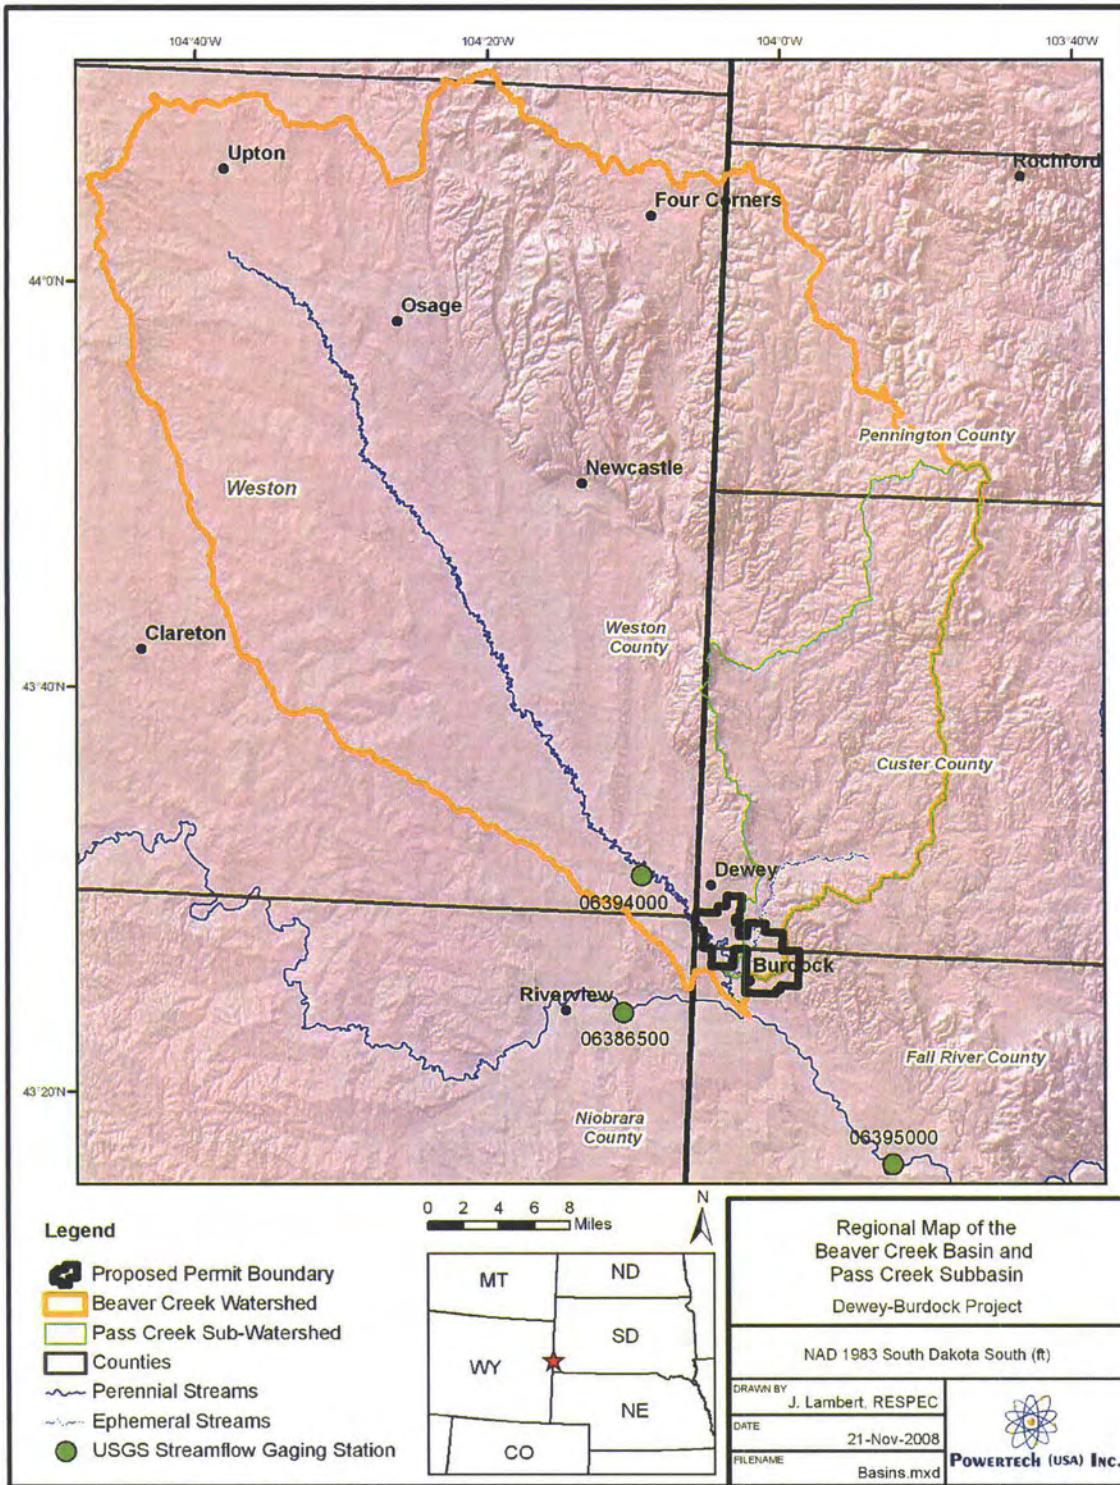 104°40'W
104°20'W
104°0'W
103°40'W
Upton
Rochford
Four Corners
44°0'N
Osage
Pennington County
Newcastle
Weston
Clareton
Weston
County
43°40'N
Custer County
Dewey
06394000
Burdock
Riverview
06386500
Fall River County
43°20'N
Niobrara
County
06395000
Legend
Proposed Permit Boundary
Beaver Creek Watershed
Pass Creek Sub-Watershed
Counties
Perennial Streams
Ephemeral Streams
USGS Streamflow Gaging Station
0 2 4 6 8
Miles
N
MT
ND
SD
WY
NE
CO
Regional Map of the
Beaver Creek Basin and
Pass Creek Subbasin
Dewey-Burdock Project
NAD 1983 South Dakota South (ft)
DRAWN BY
J. Lambert, RESPEC
DATE
21-Nov-2008
FILENAME
Basins.mxd
POWERTECH (USA) INC.